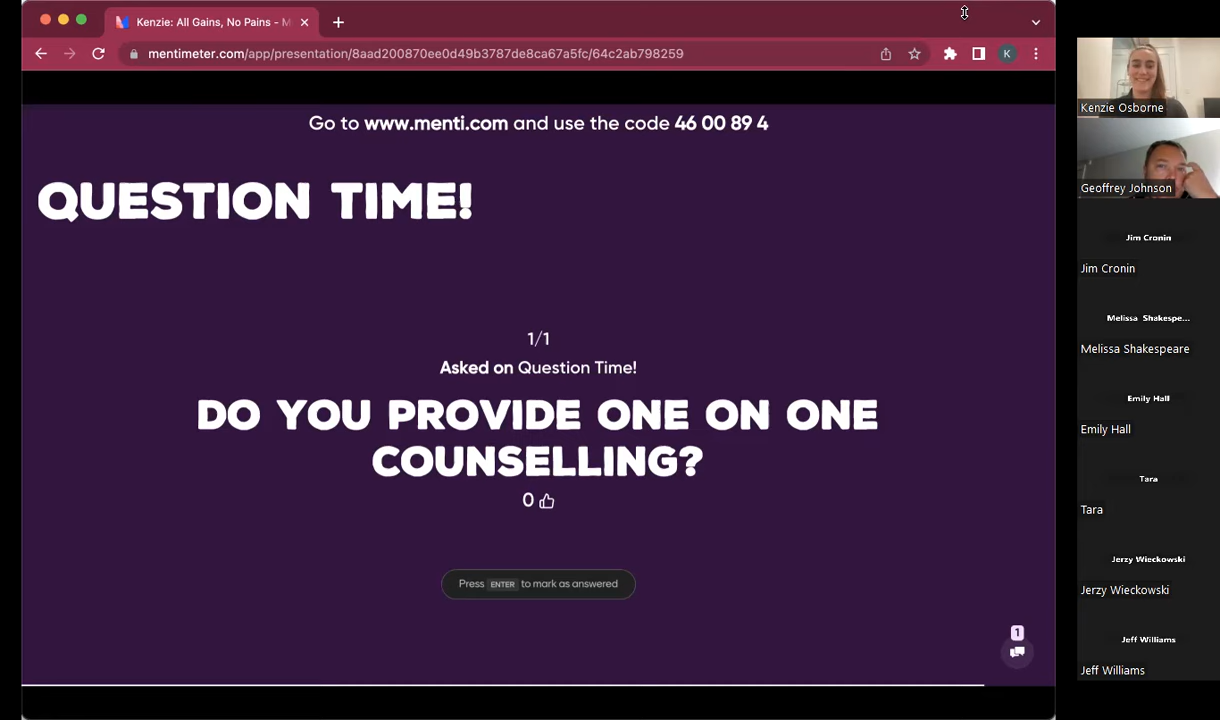 Kenzie: All Gains, No Pains - M
mentimeter.com/app/presentation/8aad200870ee0d49b3787de8ca67a5fc/64c2ab798259
K
Go to www.menti.com and use the code 46 00 89 4
QUESTION TIME!
1/1
Asked on Question Time!
DO YOU PROVIDE ONE ON ONE
COUNSELLING?
0
Press ENTER to mark as answered
1
Kenzie Osborne
Geoffrey Johnson
Jim Cronin
Jim Cronin
Melissa Shakespe...
Melissa Shakespeare
Emily Hall
Emily Hall
Tara
Tara
Jerzy Wieckowski
Jerzy Wieckowski
Jeff Williams
Jeff Williams